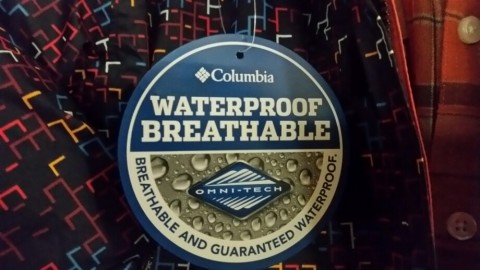 Columbia
WATERPROOF
BREATHABLE
OMNI-TECH
BREATHABLE AND GUARANTEED WATERPROOF.